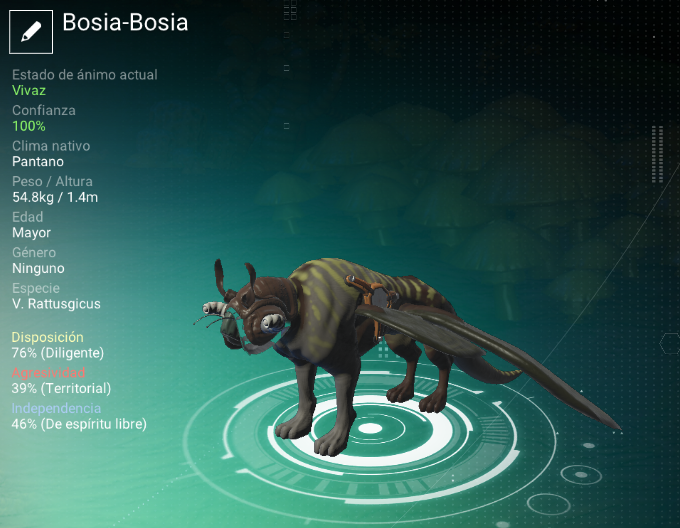 Bosia-Bosia
Estado de ánimo actual
Vivaz
Confianza
100%
Clima nativo
Pantano
Peso / Altura
54.8kg / 1.4m
Edad
Mayor
Género
Ninguno
Especie
V. Rattusgicus
Disposición
76% (Diligente)
Agresividad
39% (Territorial)
Independencia
46% (De espíritu libre)